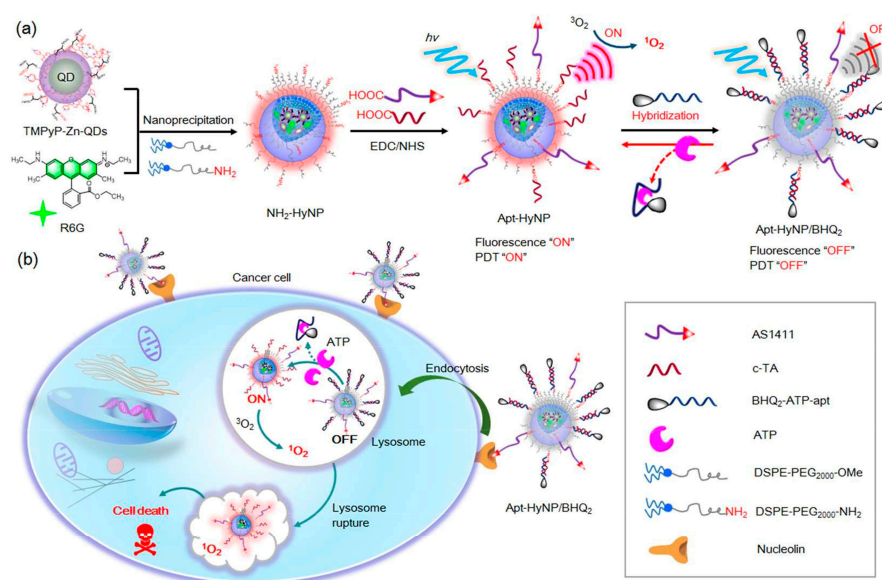 (a)
QD
TMPyP-Zn-QDs
R6G
Nanoprecipitation
NH₂
NH₂-HyNP
HOOC
HOOC
EDC/NHS
hv
³O₂
ON
¹O₂
Apt-HyNP
Fluorescence “ON”
PDT “ON”
Hybridization
Apt-HyNP/BHQ₂
Fluorescence “OFF”
PDT “OFF”
(b)
Cancer cell
ATP
ON
OFF
³O₂
¹O₂
Lysosome
Endocytosis
Apt-HyNP/BHQ₂
Lysosome
rupture
¹O₂
Cell death
AS1411
c-TA
BHQ₂-ATP-apt
ATP
DSPE-PEG₂₀₀₀-OMe
NH₂ DSPE-PEG₂₀₀₀-NH₂
Nucleolin